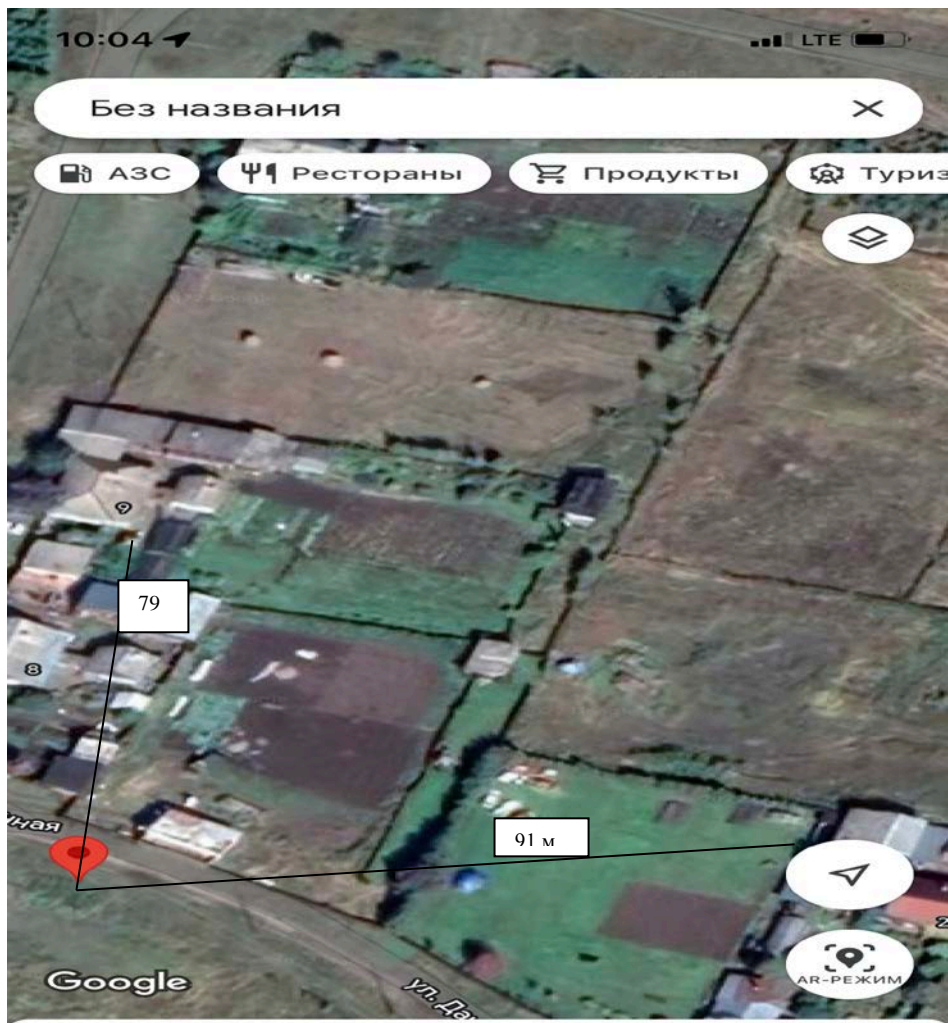 10:04
LTE
Без названия
АЗС
Рестораны
Продукты
Туриз
9
79
8
ная
91 м
2
Google
ул. Да
AR-РЕЖИМ